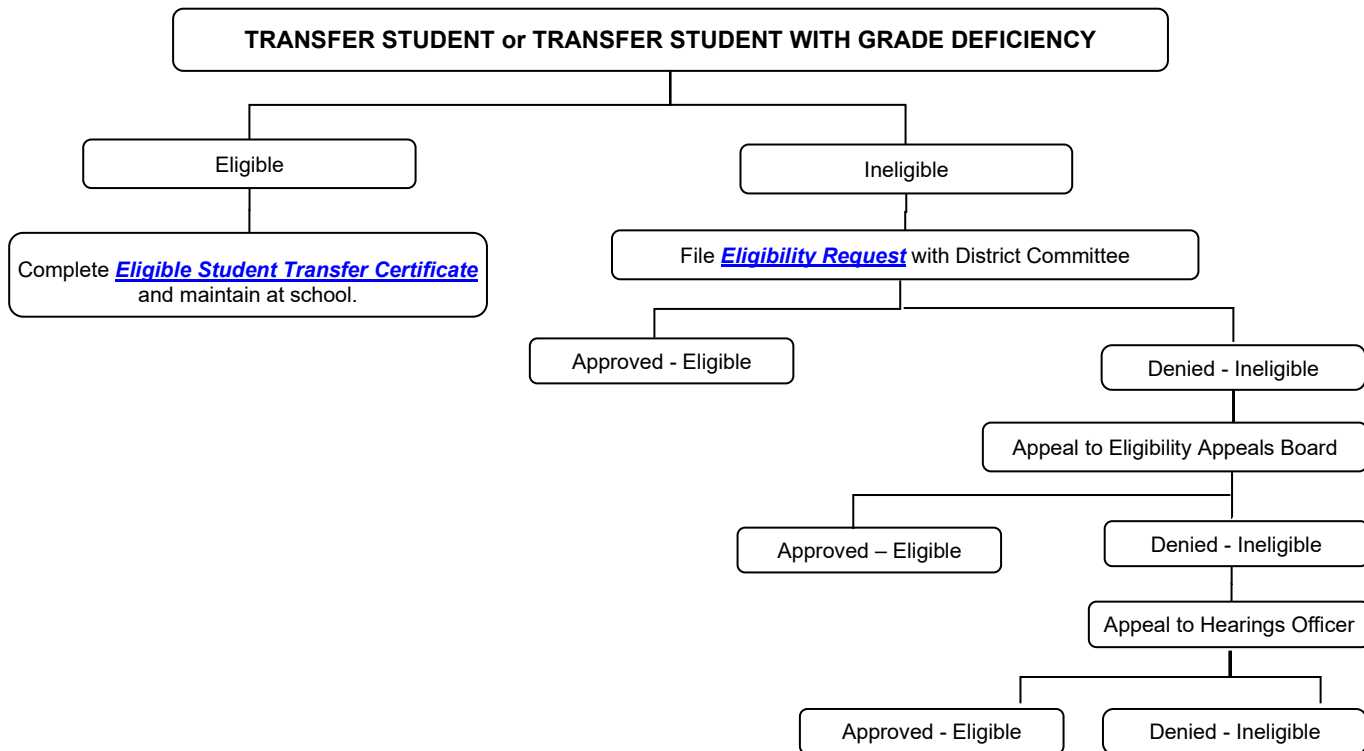 TRANSFER STUDENT or TRANSFER STUDENT WITH GRADE DEFICIENCY
Eligible
Ineligible
Complete Eligible Student Transfer Certificate
and maintain at school.
File Eligibility Request with District Committee
Approved - Eligible
Denied - Ineligible
Appeal to Eligibility Appeals Board
Approved – Eligible
Denied - Ineligible
Appeal to Hearings Officer
Approved - Eligible
Denied - Ineligible